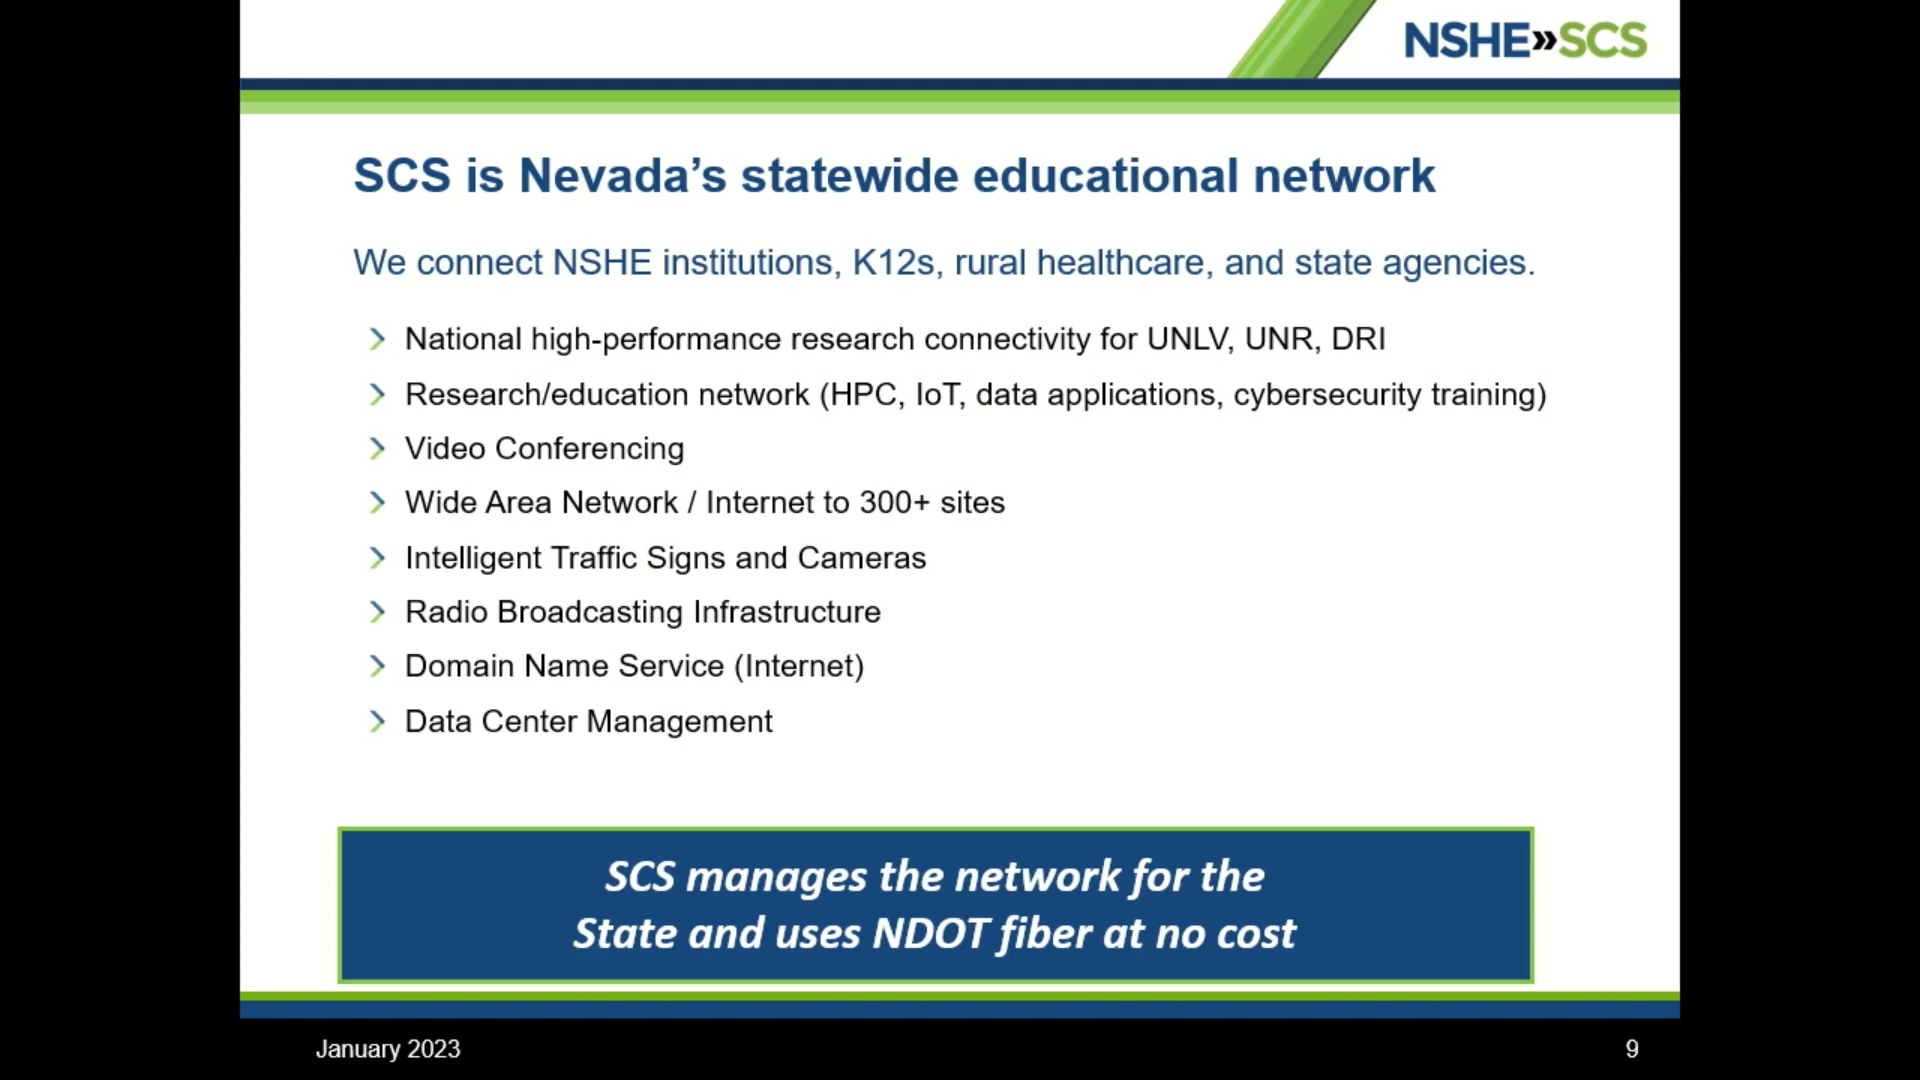 NSHE»SCS
SCS is Nevada’s statewide educational network
We connect NSHE institutions, K12s, rural healthcare, and state agencies.
National high-performance research connectivity for UNLV, UNR, DRI
Research/education network (HPC, IoT, data applications, cybersecurity training)
Video Conferencing
Wide Area Network / Internet to 300+ sites
Intelligent Traffic Signs and Cameras
Radio Broadcasting Infrastructure
Domain Name Service (Internet)
Data Center Management
SCS manages the network for the
State and uses NDOT fiber at no cost
January 2023
9